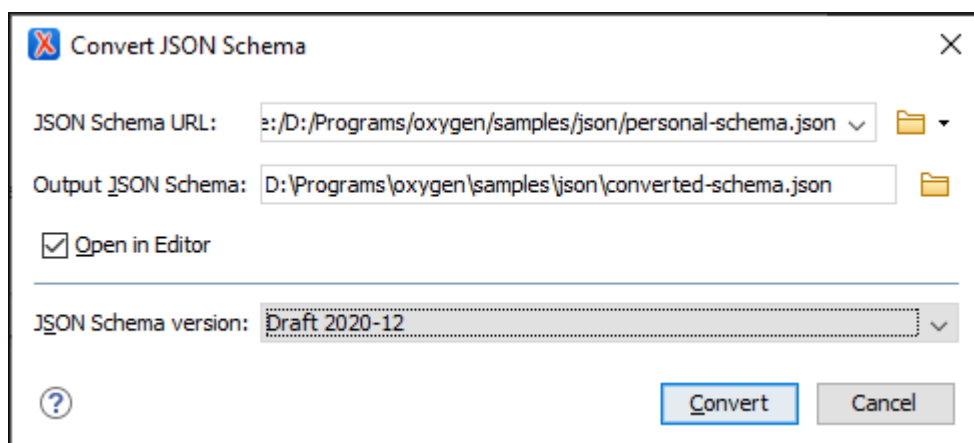 Convert JSON Schema
JSON Schema URL: e:/D:/Programs/oxygen/samples/json/personal-schema.json
Output JSON Schema: D:\Programs\oxygen\samples\json\converted-schema.json
Open in Editor
JSON Schema version: Draft 2020-12
? Convert Cancel